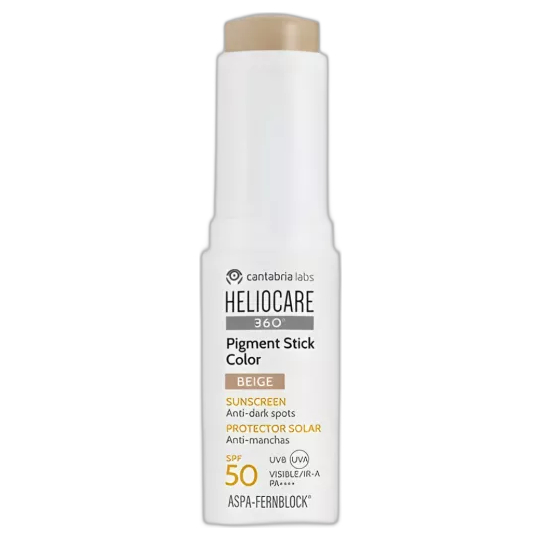 cantabria labs
HELIOCARE
360°
Pigment Stick
Color
BEIGE
SUNSCREEN
Anti-dark spots
PROTECTOR SOLAR
Anti-manchas
SPF
50
UVB UVA
VISIBLE/IR-A
PA++++
ASPA-FERNBLOCK®